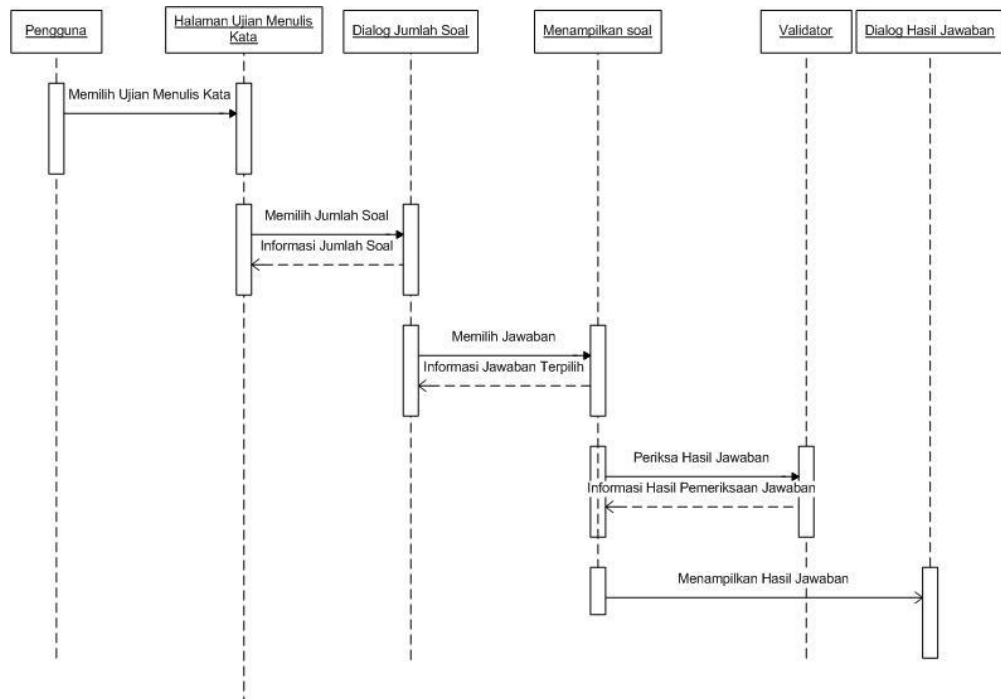 Pengguna
Halaman Ujian Menulis
Kata
Dialog Jumlah Soal
Menampilkan soal
Validator
Dialog Hasil Jawaban
Memilih Ujian Menulis Kata
Memilih Jumlah Soal
Informasi Jumlah Soal
Memilih Jawaban
Informasi Jawaban Terpilih
Periksa Hasil Jawaban
Informasi Hasil Pemeriksaan Jawaban
Menampilkan Hasil Jawaban